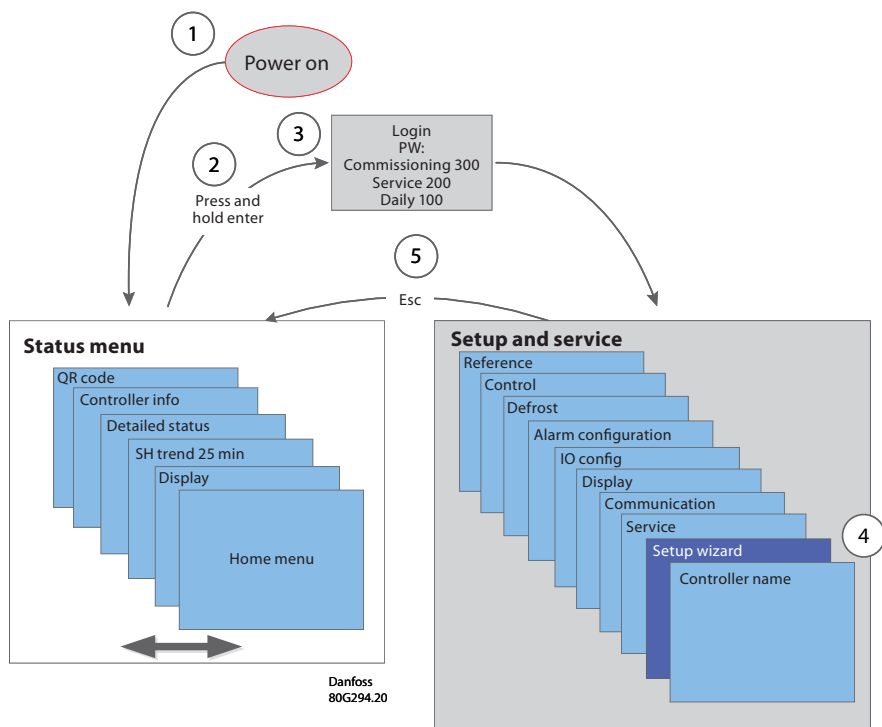 1
Power on
3
Login
PW:
Commissioning 300
Service 200
Daily 100
2
Press and
hold enter
5
Esc
Status menu
QR code
Controller info
Detailed status
SH trend 25 min
Display
Home menu
Danfoss
80G294.20
Setup and service
Reference
Control
Defrost
Alarm configuration
IO config
Display
Communication
Service
4
Setup wizard
Controller name